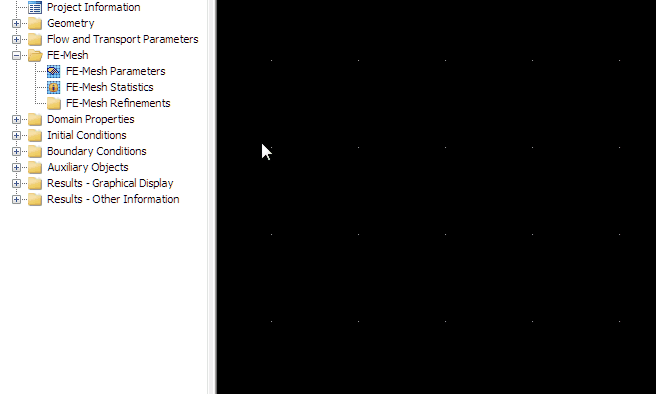 Project Information
Geometry
Flow and Transport Parameters
FE-Mesh
FE-Mesh Parameters
FE-Mesh Statistics
FE-Mesh Refinements
Domain Properties
Initial Conditions
Boundary Conditions
Auxiliary Objects
Results - Graphical Display
Results - Other Information